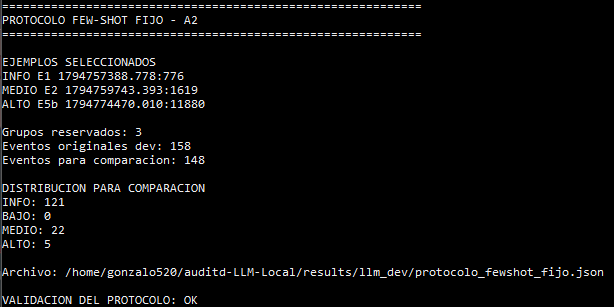 ============================================================
PROTOCOLO FEW-SHOT FIJO - A2
============================================================
EJEMPLOS SELECCIONADOS
INFO E1 1794757388.778:776
MEDIO E2 1794759743.393:1619
ALTO E5b 1794774470.010:11880
Grupos reservados: 3
Eventos originales dev: 158
Eventos para comparacion: 148
DISTRIBUCION PARA COMPARACION
INFO: 121
BAJO: 0
MEDIO: 22
ALTO: 5
Archivo: /home/gonzalo520/auditd-LLM-Local/results/llm_dev/protocolo_fewshot_fijo.json
VALIDACION DEL PROTOCOLO: OK